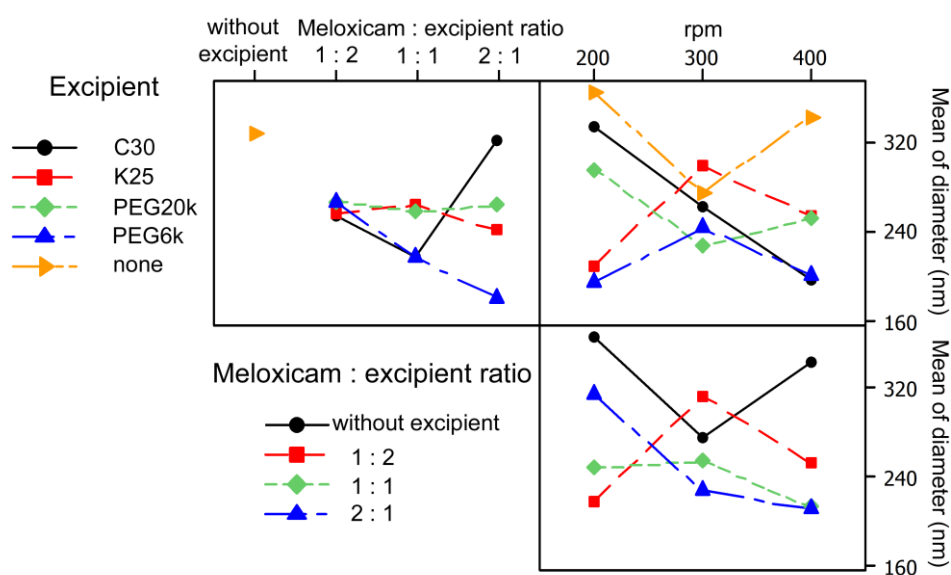 without Meloxicam : excipient ratio rpm
excipient 1 : 2 1 : 1 2 : 1 200 300 400
Excipient
C30
K25
PEG20k
PEG6k
none
320
240
160
Mean of diameter (nm)
Meloxicam : excipient ratio
without excipient
1 : 2
1 : 1
2 : 1
320
240
160
Mean of diameter (nm)